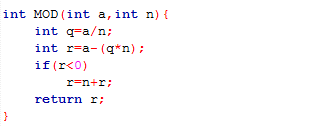 int MOD(int a,int n){
    int q=a/n;
    int r=a-(q*n);
    if(r<0)
        r=n+r;
    return r;
}